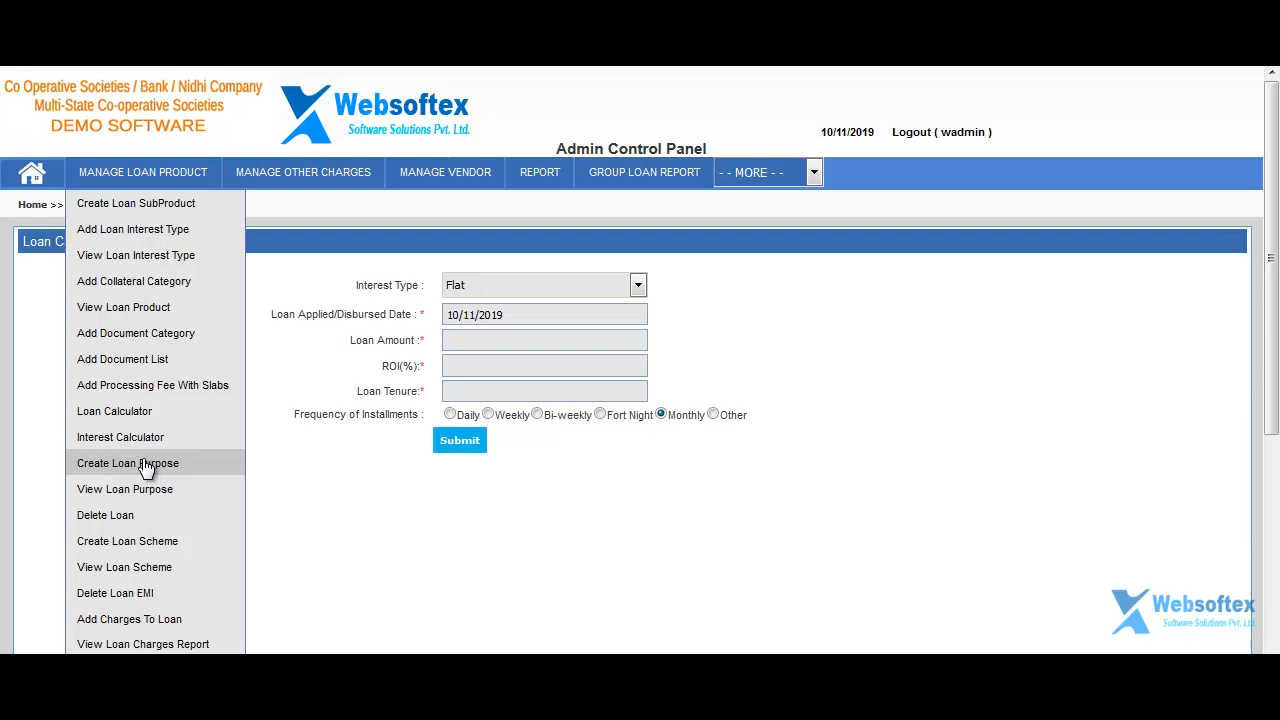 Co Operative Societies / Bank / Nidhi Company
Multi-State Co-operative Societies
DEMO SOFTWARE
Websoftex
Software Solutions Pvt. Ltd.
10/11/2019 Logout ( wadmin )
Admin Control Panel
MANAGE LOAN PRODUCT MANAGE OTHER CHARGES MANAGE VENDOR REPORT GROUP LOAN REPORT - - MORE - -
Home >>
Loan C
Create Loan SubProduct
Add Loan Interest Type
View Loan Interest Type
Add Collateral Category
View Loan Product
Add Document Category
Add Document List
Add Processing Fee With Slabs
Loan Calculator
Interest Calculator
Create Loan Purpose
View Loan Purpose
Delete Loan
Create Loan Scheme
View Loan Scheme
Delete Loan EMI
Add Charges To Loan
View Loan Charges Report
Interest Type : Flat
Loan Applied/Disbursed Date : * 10/11/2019
Loan Amount :*
ROI(%):*
Loan Tenure:*
Frequency of Installments : Daily Weekly Bi-weekly Fort Night Monthly Other
Submit
Websoftex
Software Solutions Pvt. Ltd.